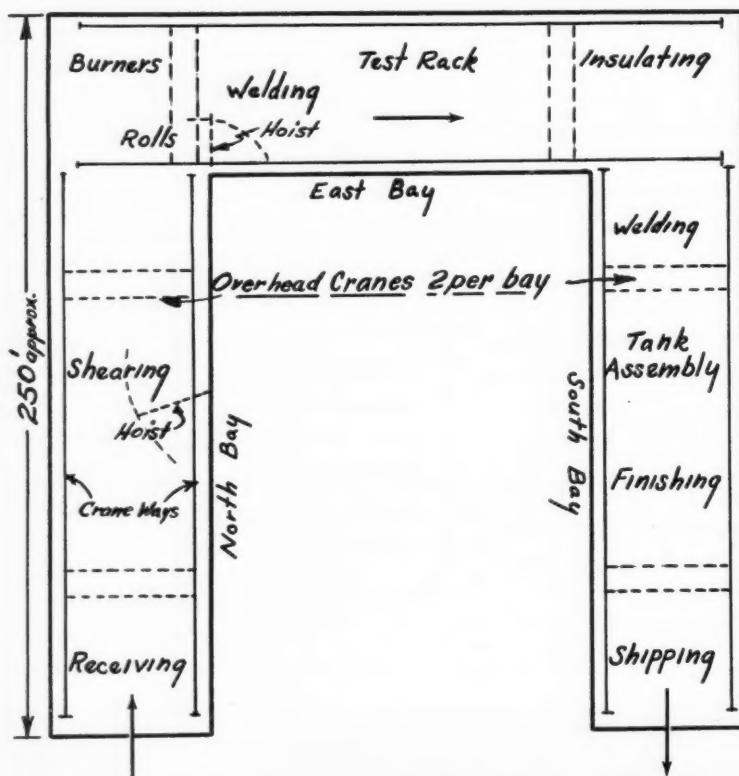 Burners
Welding
Test Rack
Insulating
Rolls
Hoist
East Bay
Welding
Overhead Cranes 2 per bay
250' approx.
Shearing
Hoist
Tank
Assembly
North Bay
South Bay
Crane Ways
Finishing
Receiving
Shipping